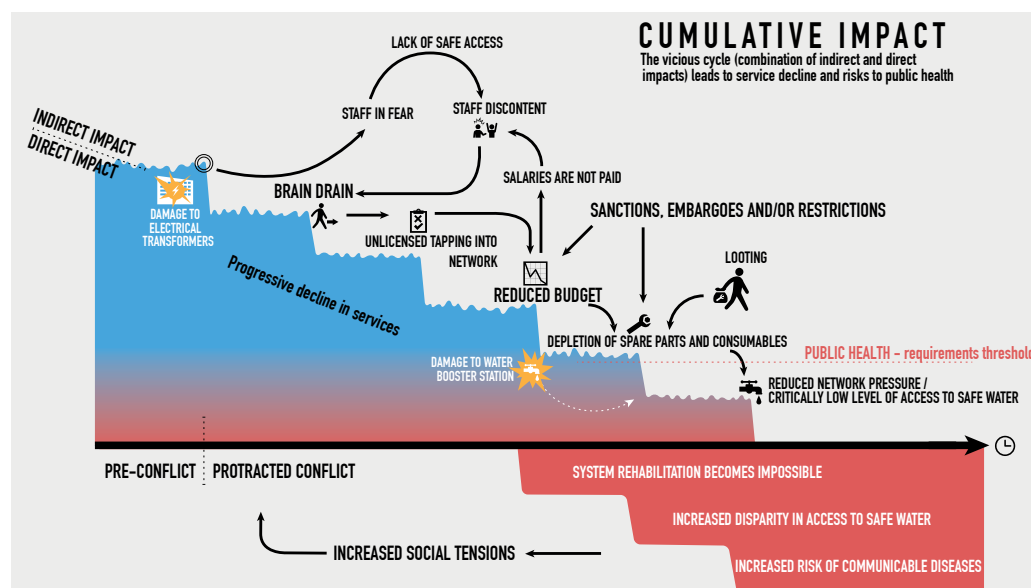 CUMULATIVE IMPACT
The vicious cycle (combination of indirect and direct
impacts) leads to service decline and risks to public health
LACK OF SAFE ACCESS
STAFF IN FEAR
STAFF DISCONTENT
INDIRECT IMPACT
DIRECT IMPACT
SALARIES ARE NOT PAID
BRAIN DRAIN
DAMAGE TO
ELECTRICAL
TRANSFORMERS
UNLICENSED TAPPING INTO
NETWORK
SANCTIONS, EMBARGOES AND/OR RESTRICTIONS
LOOTING
Progressive decline in services
REDUCED BUDGET
DEPLETION OF SPARE PARTS AND CONSUMABLES
PUBLIC HEALTH – requirements threshold
DAMAGE TO WATER
BOOSTER STATION
REDUCED NETWORK PRESSURE /
CRITICALLY LOW LEVEL OF ACCESS TO SAFE WATER
PRE-CONFLICT
PROTRACTED CONFLICT
SYSTEM REHABILITATION BECOMES IMPOSSIBLE
INCREASED DISPARITY IN ACCESS TO SAFE WATER
INCREASED SOCIAL TENSIONS
INCREASED RISK OF COMMUNICABLE DISEASES